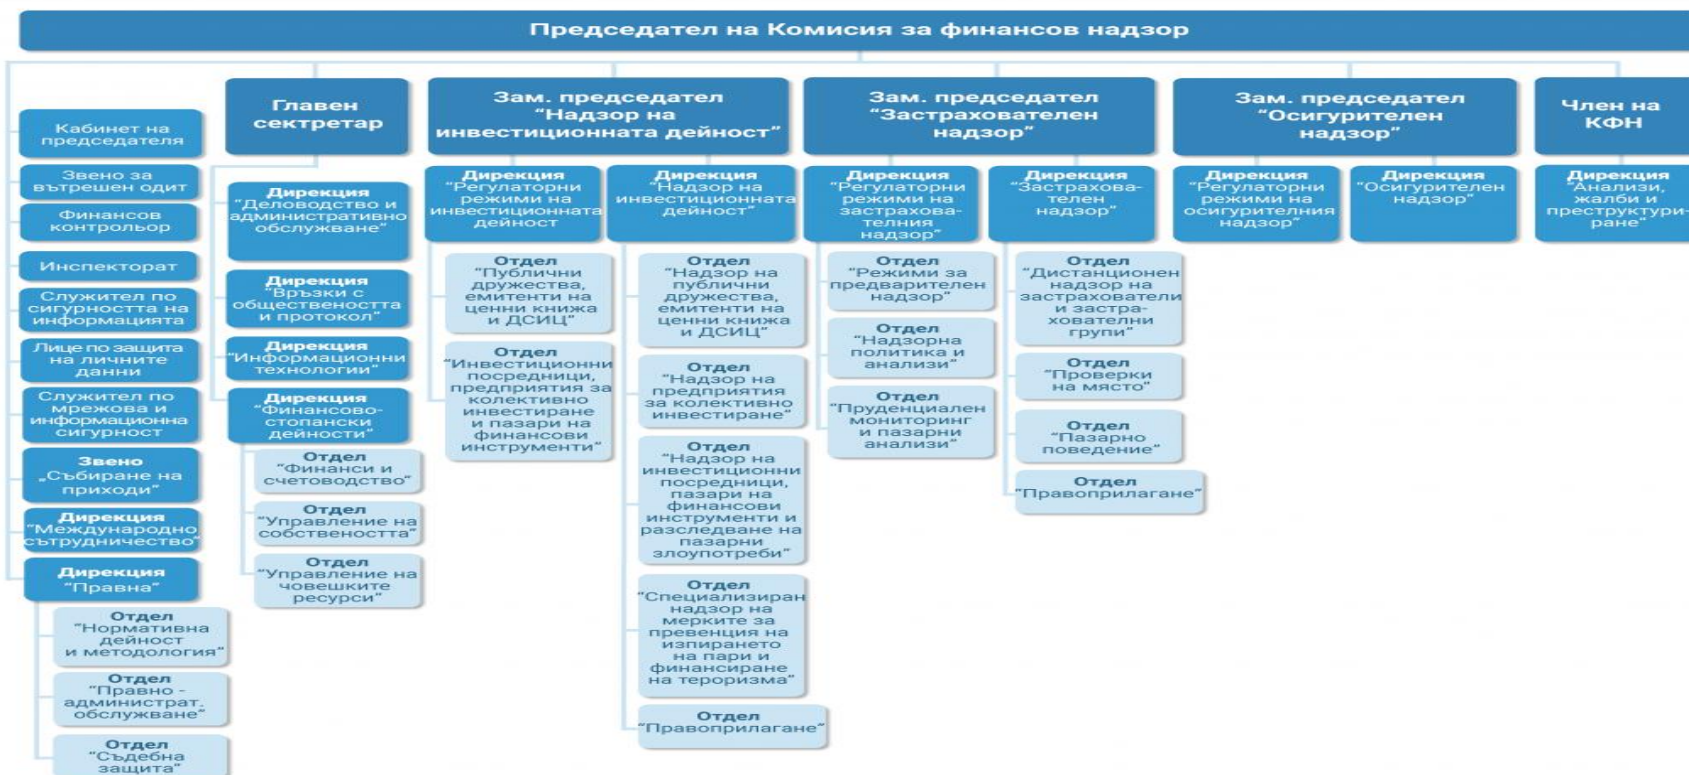 Председател на Комисия за финансов надзор
Кабинет на
председателя
Звено за
вътрешен одит
Финансов
контрольор
Инспекторат
Служител по
сигурността на
информацията
Лице по защита
на личните
данни
Служител по
мрежова и
информационна
сигурност
Звено
„Събиране на
приходи“
Дирекция
“Международно
сътрудничество”
Дирекция
“Правна”
Отдел
“Нормативна
дейност
и методология”
Отдел
“Правно -
администрат.
обслужване”
Отдел
“Съдебна
защита”
Главен
сектретар
Дирекция
“Деловодство и
административно
обслужване”
Дирекция
“Връзки с
обществеността
и протокол”
Дирекция
“Информационни
технологии”
Дирекция
“Финансово-
стопански
дейности”
Отдел
“Финанси и
счетоводство”
Отдел
“Управление на
собствеността”
Отдел
“Управление на
човешките
ресурси”
Зам. председател
“Надзор на
инвестиционната дейност”
Дирекция
“Регулаторни
режими на
инвестиционната
дейност
Отдел
“Публични
дружества,
емитенти на
ценни книжа
и ДСИЦ”
Отдел
“Инвестиционни
посредници,
предприятия за
колективно
инвестиране
и пазари на
финансови
инструменти”
Дирекция
“Надзор на
инвестиционната
дейност”
Отдел
“Надзор на
публични
дружества,
емитенти на
ценни книжа
и ДСИЦ”
Отдел
“Надзор на
предприятия
за колективно
инвестиране”
Отдел
“Надзор на
инвестиционни
посредници,
пазари на
финансови
инструменти и
разследване на
пазарни
злоупотреби”
Отдел
“Специализиран
надзор на
мерките за
превенция на
изпирането
на пари и
финансиране
на тероризма”
Отдел
“Правоприлагане”
Зам. председател
“Застрахователен
надзор”
Дирекция
“Регулаторни
режими на
застрахова-
телния
надзор”
Отдел
“Режими за
предварителен
надзор”
Отдел
“Надзорна
политика и
анализи”
Отдел
“Пруденциален
мониторинг
и пазарни
анализи”
Дирекция
“Застрахова-
телен
надзор”
Отдел
“Дистанционен
надзор на
застрахователи
и застра-
хователни
групи”
Отдел
“Проверки
на място”
Отдел
“Пазарно
поведение”
Отдел
“Правоприлагане”
Зам. председател
“Осигурителен
надзор”
Дирекция
“Регулаторни
режими на
осигурителния
надзор”
Дирекция
“Осигурителен
надзор”
Член на
КФН
Дирекция
“Анализи,
жалби и
преструктури-
ране”